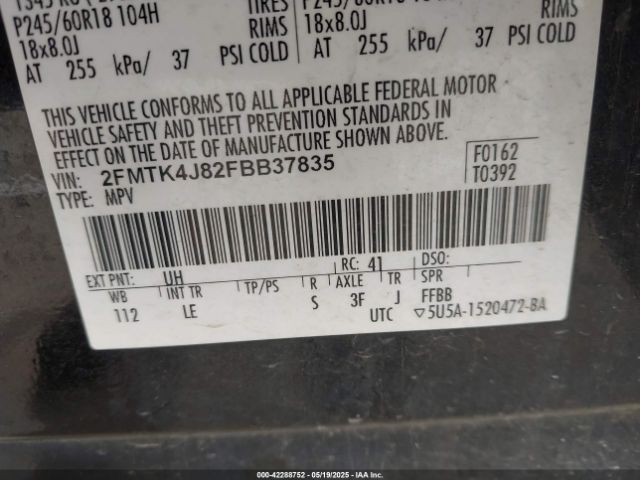 TIRES P245/60R18 104H
P245/60R18 104H RIMS 18x8.0J
18x8.0J RIMS
AT 255 kPa/ 37 PSI COLD AT 255 kPa/ 37 PSI COLD
THIS VEHICLE CONFORMS TO ALL APPLICABLE FEDERAL MOTOR
VEHICLE SAFETY AND THEFT PREVENTION STANDARDS IN
EFFECT ON THE DATE OF MANUFACTURE SHOWN ABOVE.
VIN: 2FMTK4J82FBB37835
TYPE: MPV
F0162
T0392
EXT PNT: UH RC: 41 DSO:
WB INT TR TP/PS R AXLE TR SPR
112 LE S 3F J FFBB
UTC ▽5U5A-1520472-BA
000-42288752 - 05/19/2025 - IAA, Inc.